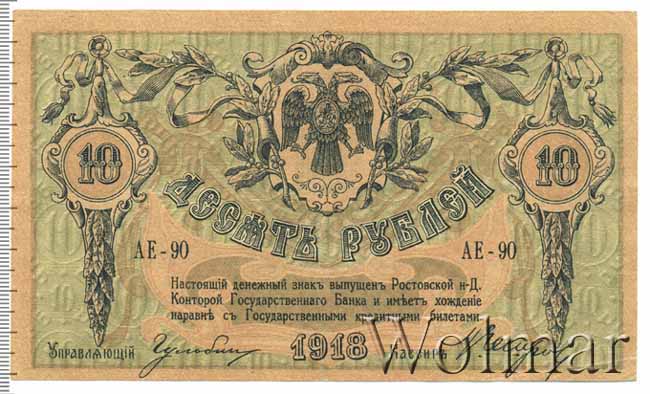 10 10
ДЕСЯТЬ РУБЛЕЙ
АЕ-90 АЕ-90
Настоящій денежный знакъ выпущенъ Ростовской н-Д.
Конторой Государственнаго Банка и имѣетъ хожденіе
наравнѣ съ Государственными кредитными билетами.
Управляющій 1918 Кассиръ
Wolmar